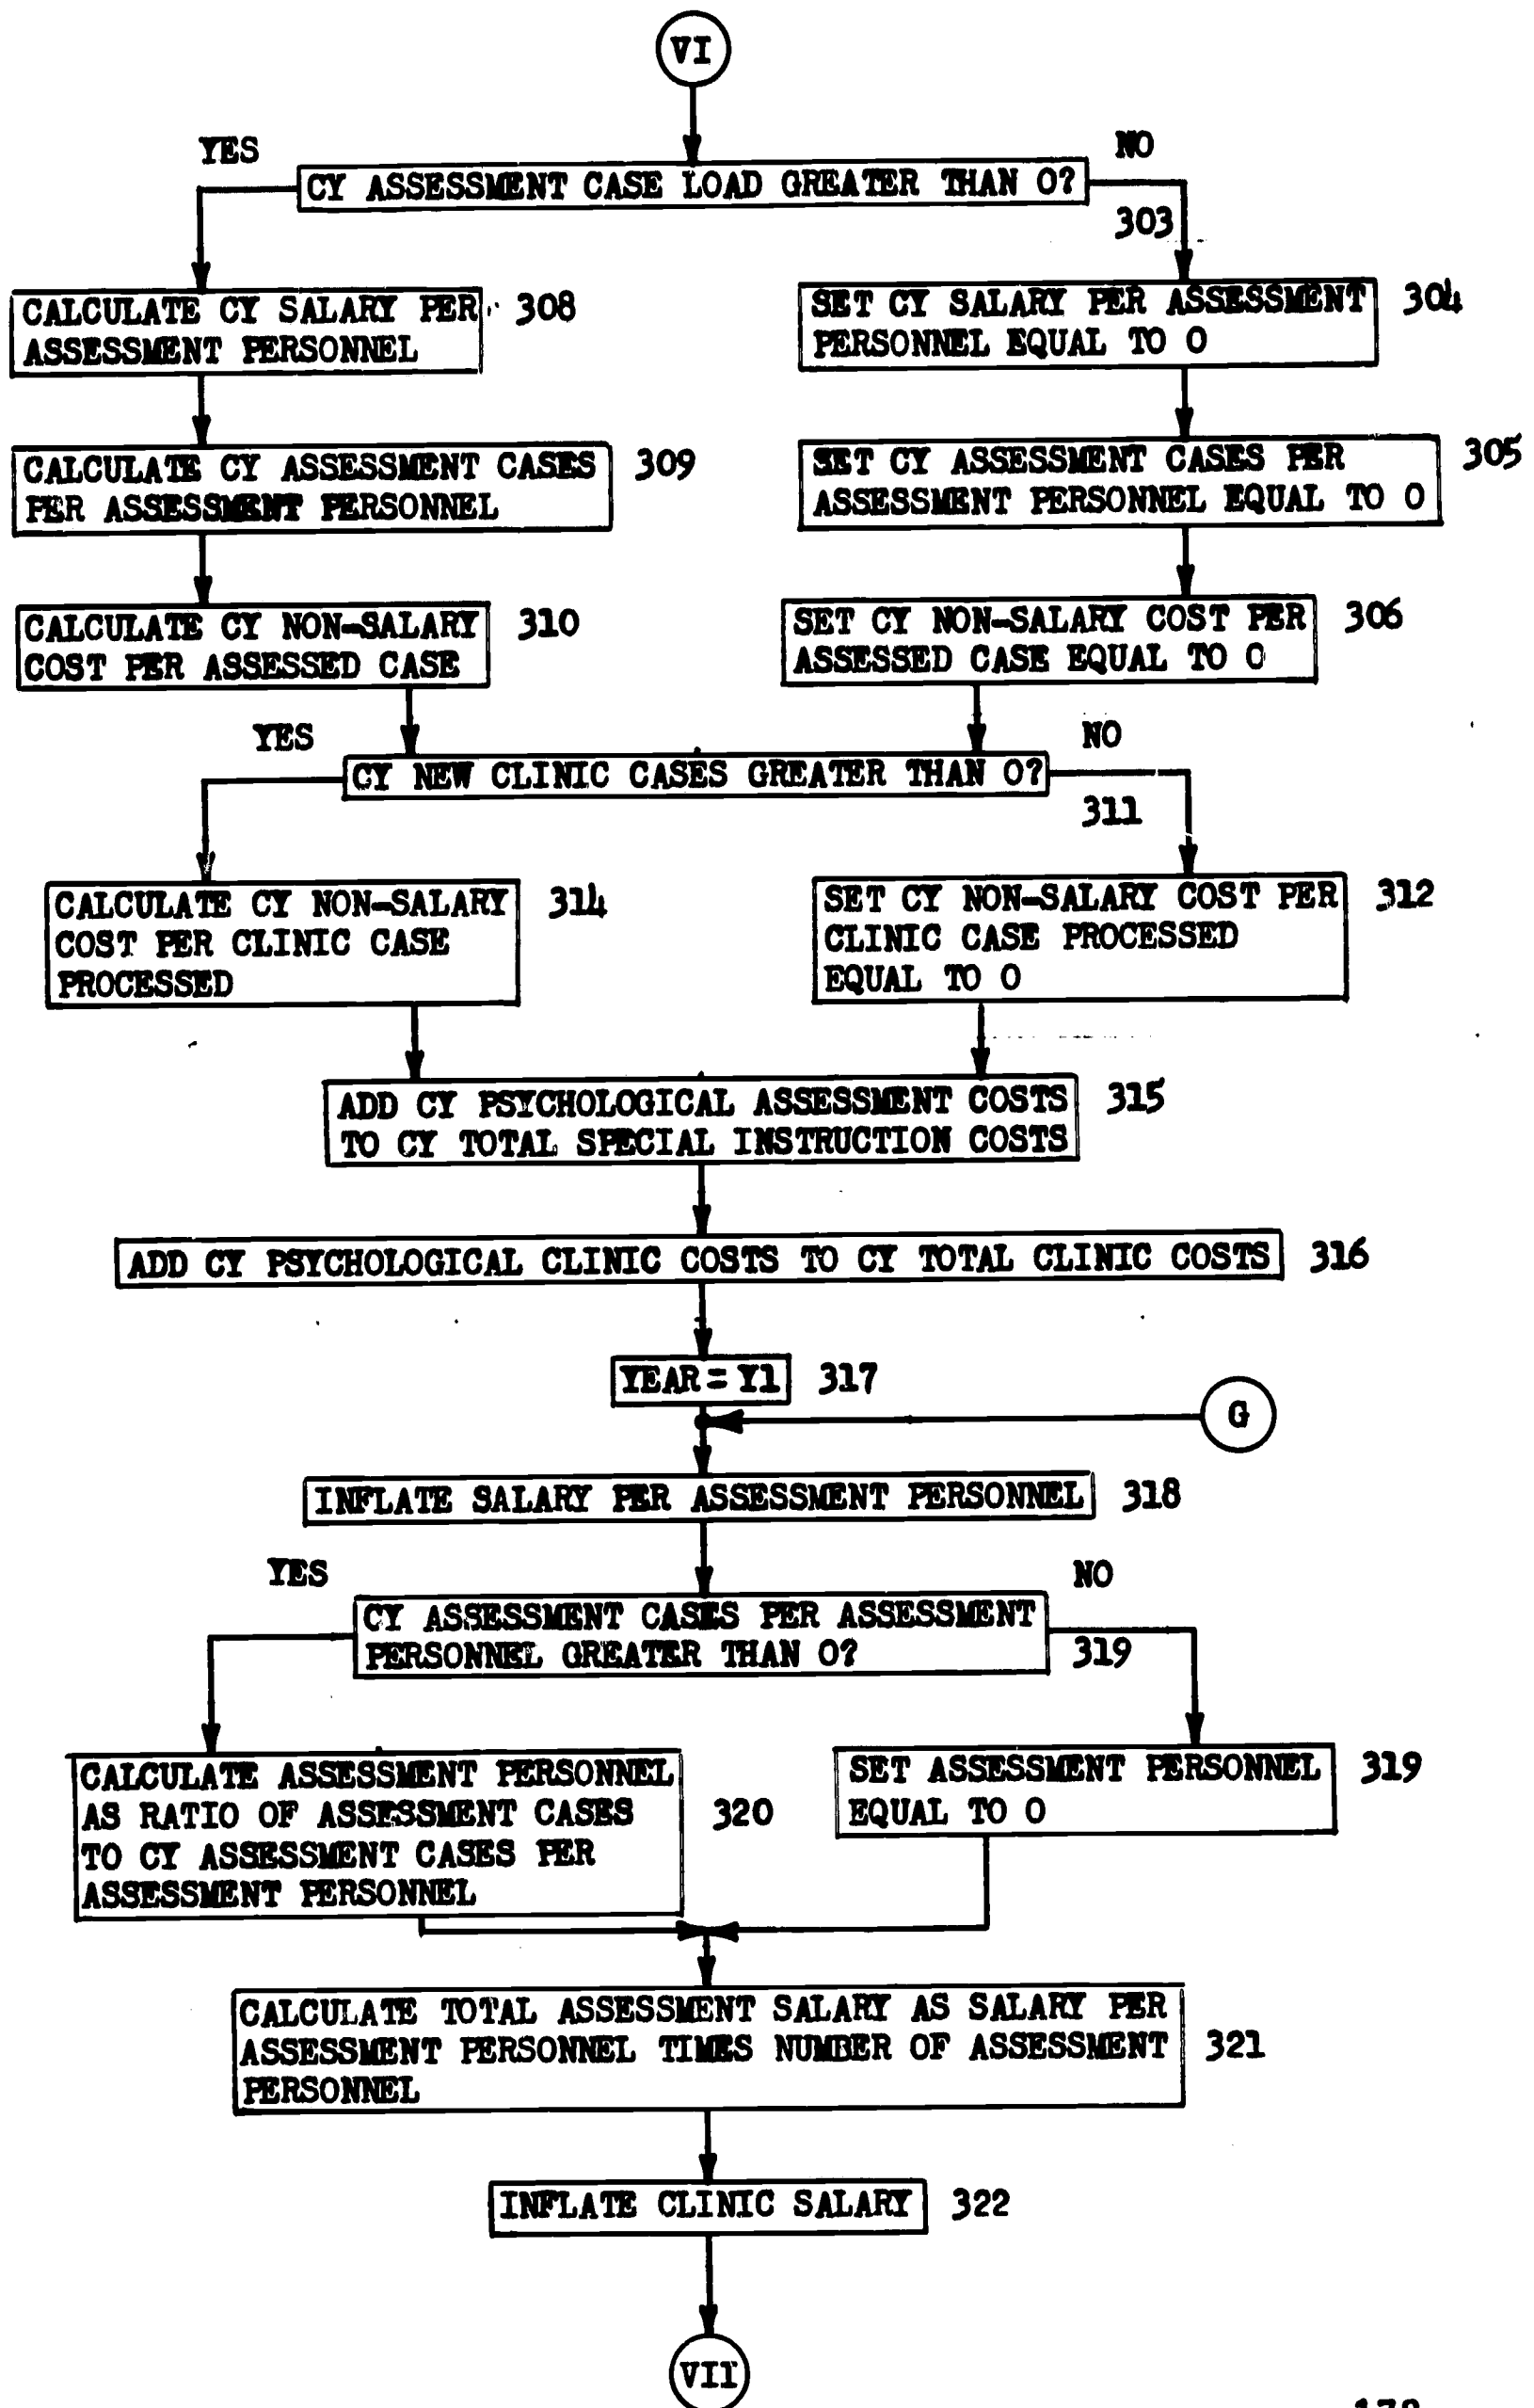 VI
YES
NO
CY ASSESSMENT CASE LOAD GREATER THAN 0?
303
CALCULATE CY SALARY PER
ASSESSMENT PERSONNEL
308
SET CY SALARY PER ASSESSMENT
PERSONNEL EQUAL TO 0
304
CALCULATE CY ASSESSMENT CASES
PER ASSESSMENT PERSONNEL
309
SET CY ASSESSMENT CASES PER
ASSESSMENT PERSONNEL EQUAL TO 0
305
CALCULATE CY NON-SALARY
COST PER ASSESSED CASE
310
SET CY NON-SALARY COST PER
ASSESSED CASE EQUAL TO 0
306
YES
NO
CY NEW CLINIC CASES GREATER THAN 0?
311
CALCULATE CY NON-SALARY
COST PER CLINIC CASE
PROCESSED
314
SET CY NON-SALARY COST PER
CLINIC CASE PROCESSED
EQUAL TO 0
312
ADD CY PSYCHOLOGICAL ASSESSMENT COSTS
TO CY TOTAL SPECIAL INSTRUCTION COSTS
315
ADD CY PSYCHOLOGICAL CLINIC COSTS TO CY TOTAL CLINIC COSTS
316
YEAR = Y1
317
G
INFLATE SALARY PER ASSESSMENT PERSONNEL
318
YES
NO
CY ASSESSMENT CASES PER ASSESSMENT
PERSONNEL GREATER THAN 0?
319
CALCULATE ASSESSMENT PERSONNEL
AS RATIO OF ASSESSMENT CASES
TO CY ASSESSMENT CASES PER
ASSESSMENT PERSONNEL
320
SET ASSESSMENT PERSONNEL
EQUAL TO 0
319
CALCULATE TOTAL ASSESSMENT SALARY AS SALARY PER
ASSESSMENT PERSONNEL TIMES NUMBER OF ASSESSMENT
PERSONNEL
321
INFLATE CLINIC SALARY
322
VII